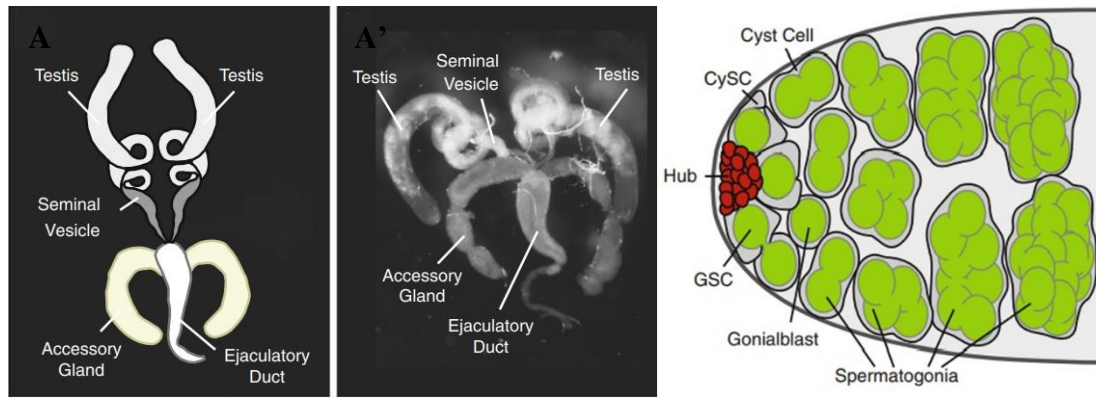 A
Testis
Testis
Seminal
Vesicle
Accessory
Gland
Ejaculatory
Duct
A’
Testis
Seminal
Vesicle
Testis
Accessory
Gland
Ejaculatory
Duct
Cyst Cell
CySC
Hub
GSC
Gonialblast
Spermatogonia